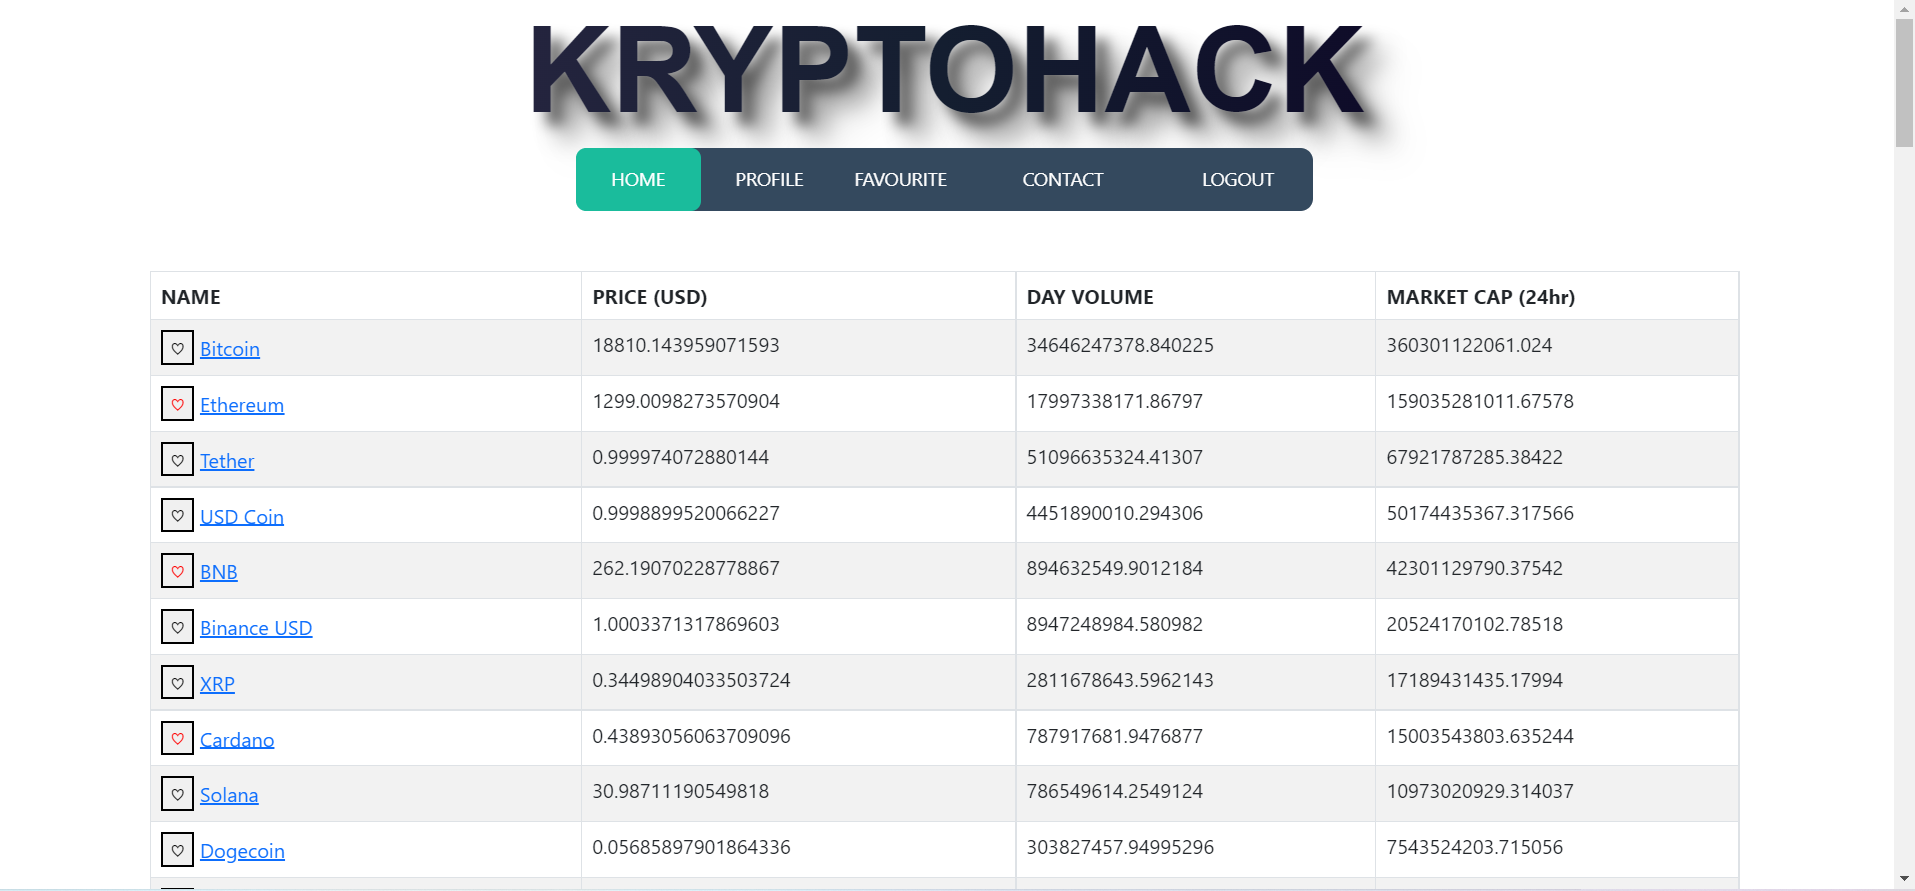 KRYPTOHACK
HOME PROFILE FAVOURITE CONTACT LOGOUT
NAME PRICE (USD) DAY VOLUME MARKET CAP (24hr)
Bitcoin 18810.143959071593 34646247378.840225 360301122061.024
Ethereum 1299.0098273570904 17997338171.86797 159035281011.67578
Tether 0.999974072880144 51096635324.41307 67921787285.38422
USD Coin 0.9998899520066227 4451890010.294306 50174435367.317566
BNB 262.19070228778867 894632549.9012184 42301129790.37542
Binance USD 1.0003371317869603 8947248984.580982 20524170102.78518
XRP 0.34498904033503724 2811678643.5962143 17189431435.17994
Cardano 0.43893056063709096 787917681.9476877 15003543803.635244
Solana 30.98711190549818 786549614.2549124 10973020929.314037
Dogecoin 0.05685897901864336 303827457.94995296 7543524203.715056